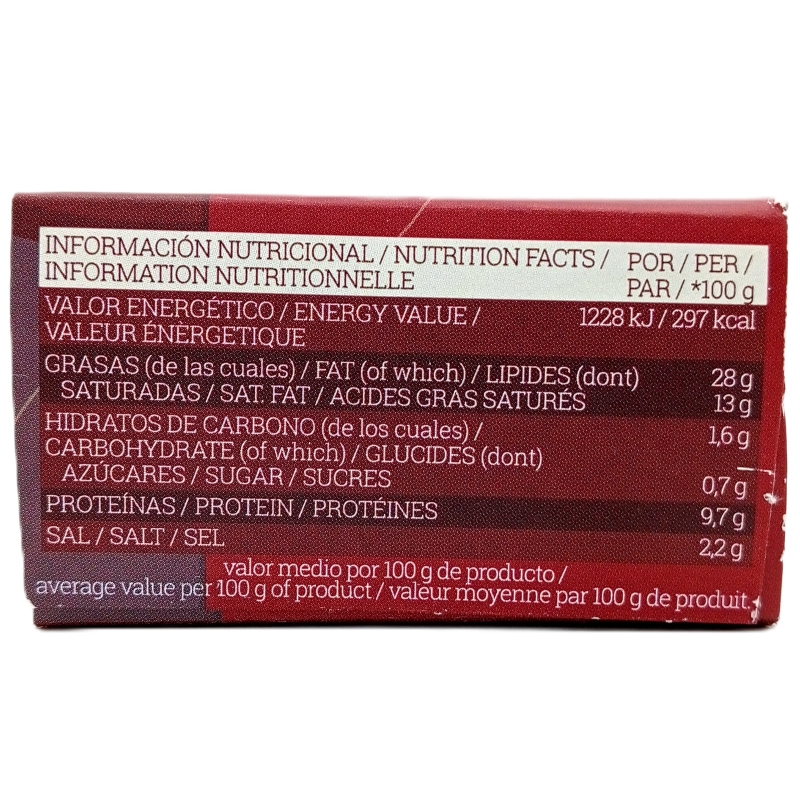 INFORMACIÓN NUTRICIONAL / NUTRITION FACTS / POR / PER /
INFORMATION NUTRITIONNELLE PAR / *100 g
VALOR ENERGÉTICO / ENERGY VALUE / 1228 kJ / 297 kcal
VALEUR ÉNÉRGETIQUE
GRASAS (de las cuales) / FAT (of which) / LIPIDES (dont) 28 g
SATURADAS / SAT. FAT / ACIDES GRAS SATURÉS 13 g
HIDRATOS DE CARBONO (de los cuales) / 1,6 g
CARBOHYDRATE (of which) / GLUCIDES (dont)
AZÚCARES / SUGAR / SUCRES 0,7 g
PROTEÍNAS / PROTEIN / PROTÉINES 9,7 g
SAL / SALT / SEL 2,2 g
valor medio por 100 g de producto /
average value per 100 g of product / valeur moyenne par 100 g de produit.